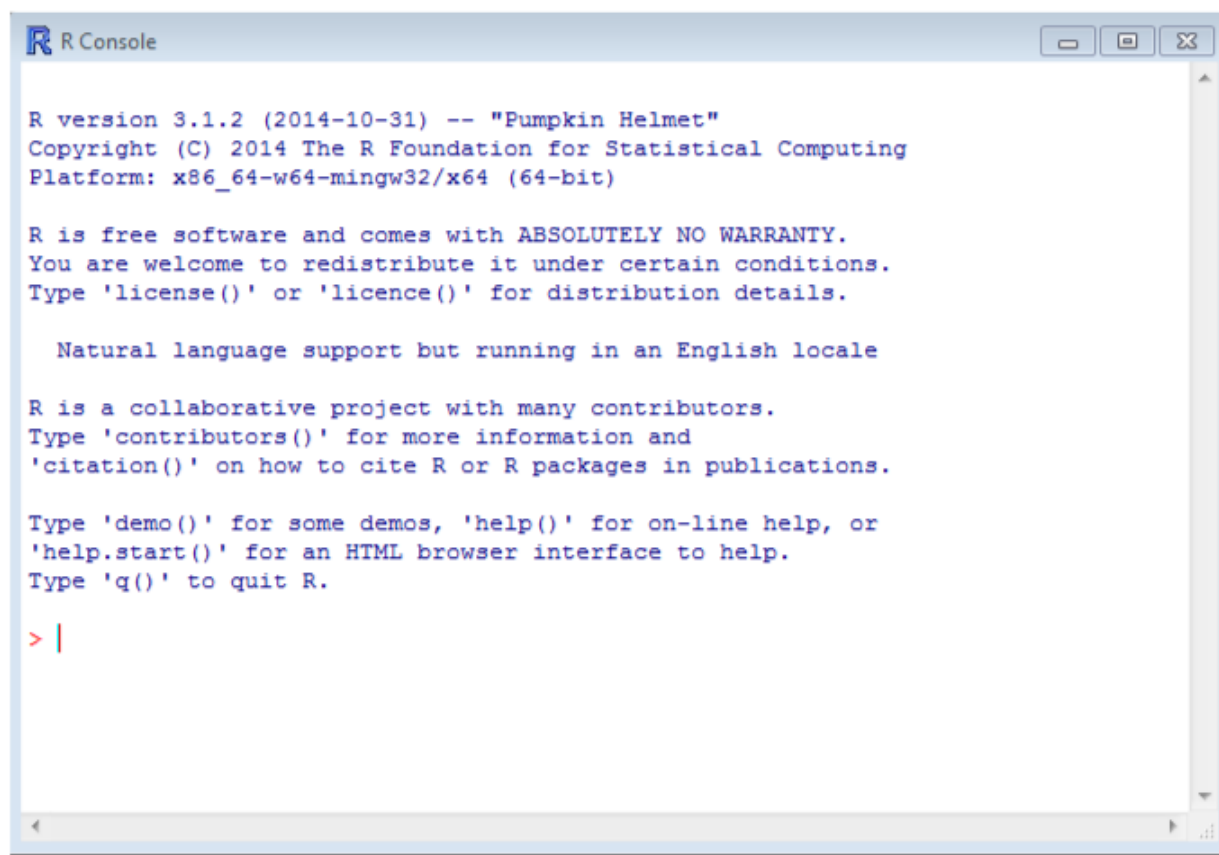 R Console
R version 3.1.2 (2014-10-31) -- "Pumpkin Helmet"
Copyright (C) 2014 The R Foundation for Statistical Computing
Platform: x86_64-w64-mingw32/x64 (64-bit)
R is free software and comes with ABSOLUTELY NO WARRANTY.
You are welcome to redistribute it under certain conditions.
Type 'license()' or 'licence()' for distribution details.
Natural language support but running in an English locale
R is a collaborative project with many contributors.
Type 'contributors()' for more information and
'citation()' on how to cite R or R packages in publications.
Type 'demo()' for some demos, 'help()' for on-line help, or
'help.start()' for an HTML browser interface to help.
Type 'q()' to quit R.
>